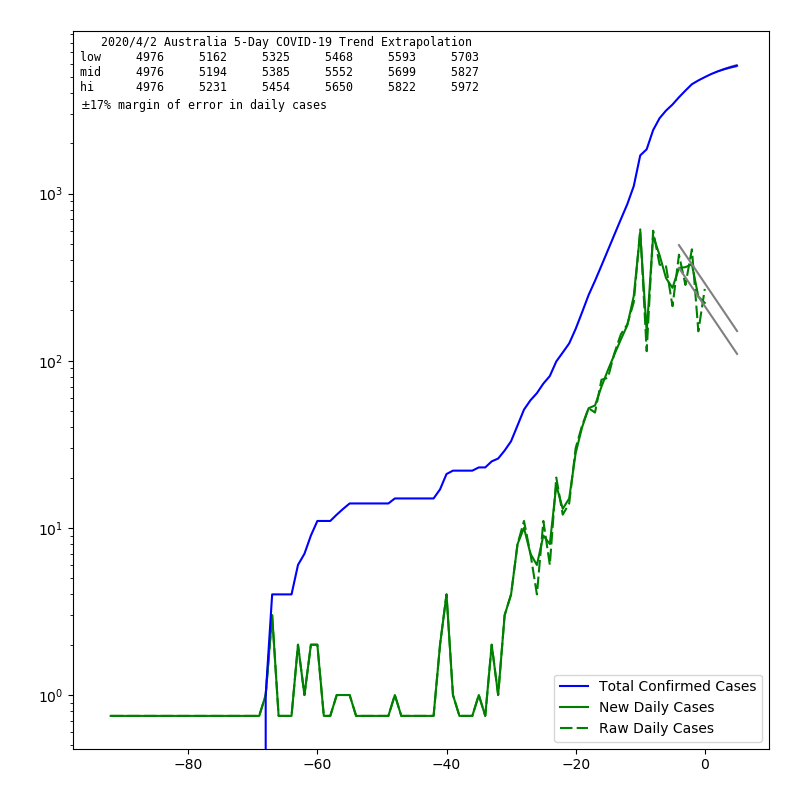 2020/4/2 Australia 5-Day COVID-19 Trend Extrapolation
low 4976 5162 5325 5468 5593 5703
mid 4976 5194 5385 5552 5699 5827
hi 4976 5231 5454 5650 5822 5972
±17% margin of error in daily cases
10³
10²
10¹
10⁰
Total Confirmed Cases
New Daily Cases
Raw Daily Cases
−80 −60 −40 −20 0